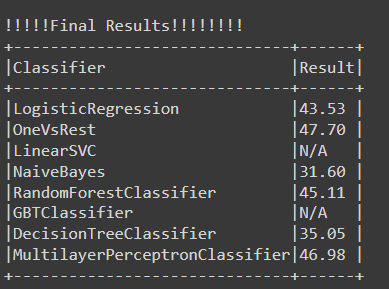 !!!!!Final Results!!!!!!!!
+-----------------------------+------+
|Classifier                   |Result|
+-----------------------------+------+
|LogisticRegression           |43.53 |
|OneVsRest                    |47.70 |
|LinearSVC                    |N/A   |
|NaiveBayes                   |31.60 |
|RandomForestClassifier       |45.11 |
|GBTClassifier                |N/A   |
|DecisionTreeClassifier       |35.05 |
|MultilayerPerceptronClassifier|46.98 |
+-----------------------------+------+